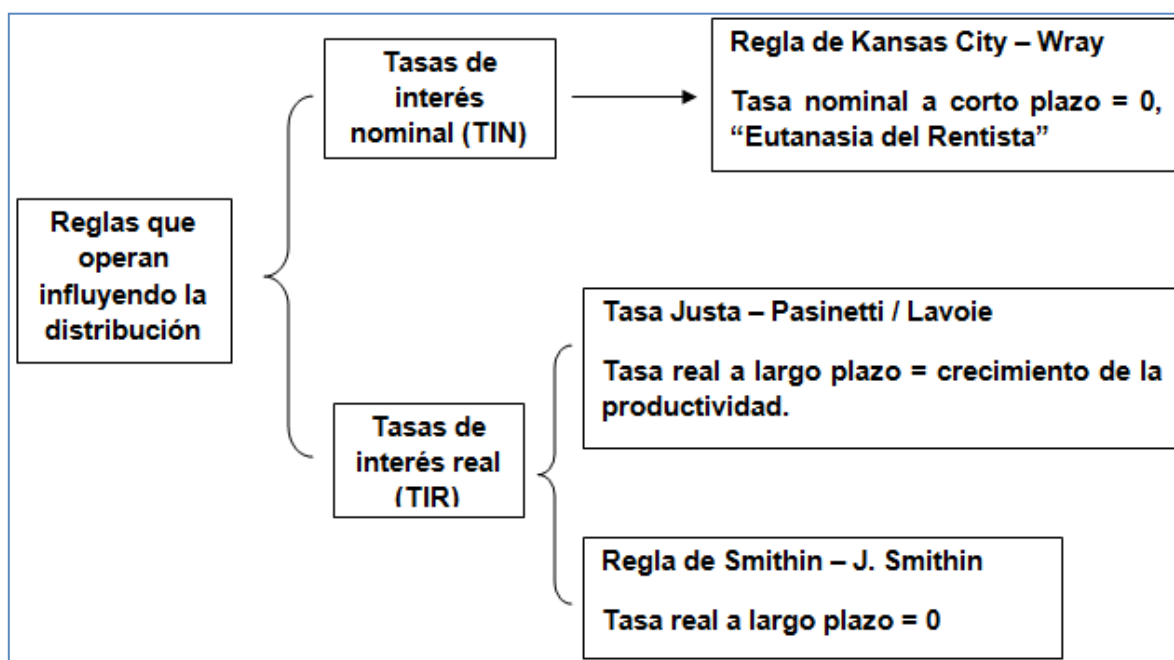 Reglas que
operan
influyendo la
distribución
Tasas de
interés
nominal (TIN)
Regla de Kansas City – Wray
Tasa nominal a corto plazo = 0,
“Eutanasia del Rentista”
Tasas de
interés real
(TIR)
Tasa Justa – Pasinetti / Lavoie
Tasa real a largo plazo = crecimiento de la
productividad.
Regla de Smithin – J. Smithin
Tasa real a largo plazo = 0